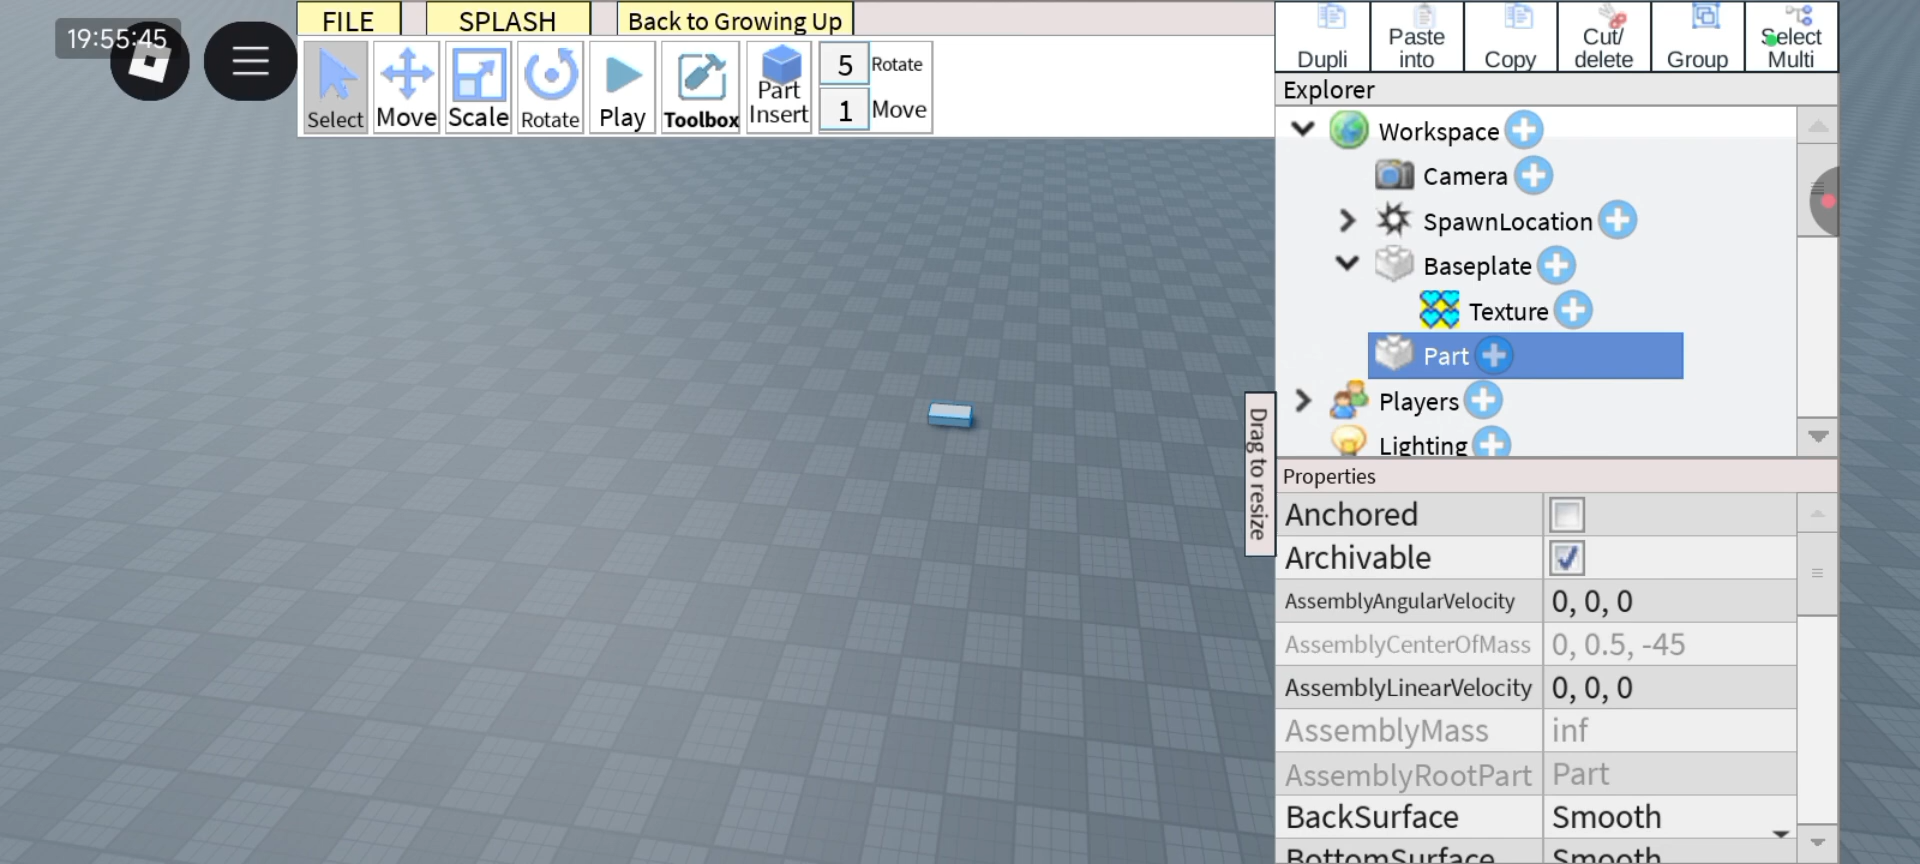 19:55:45
FILE
SPLASH
Back to Growing Up
Select
Move
Scale
Rotate
Play
Toolbox
Part
Insert
5 Rotate
1 Move
Dupli
Paste
into
Copy
Cut/
delete
Group
Select
Multi
Explorer
Workspace
Camera
SpawnLocation
Baseplate
Texture
Part
Players
Lighting
Drag to resize
Properties
Anchored
Archivable
AssemblyAngularVelocity 0, 0, 0
AssemblyCenterOfMass 0, 0.5, -45
AssemblyLinearVelocity 0, 0, 0
AssemblyMass inf
AssemblyRootPart Part
BackSurface Smooth
BottomSurface Smooth